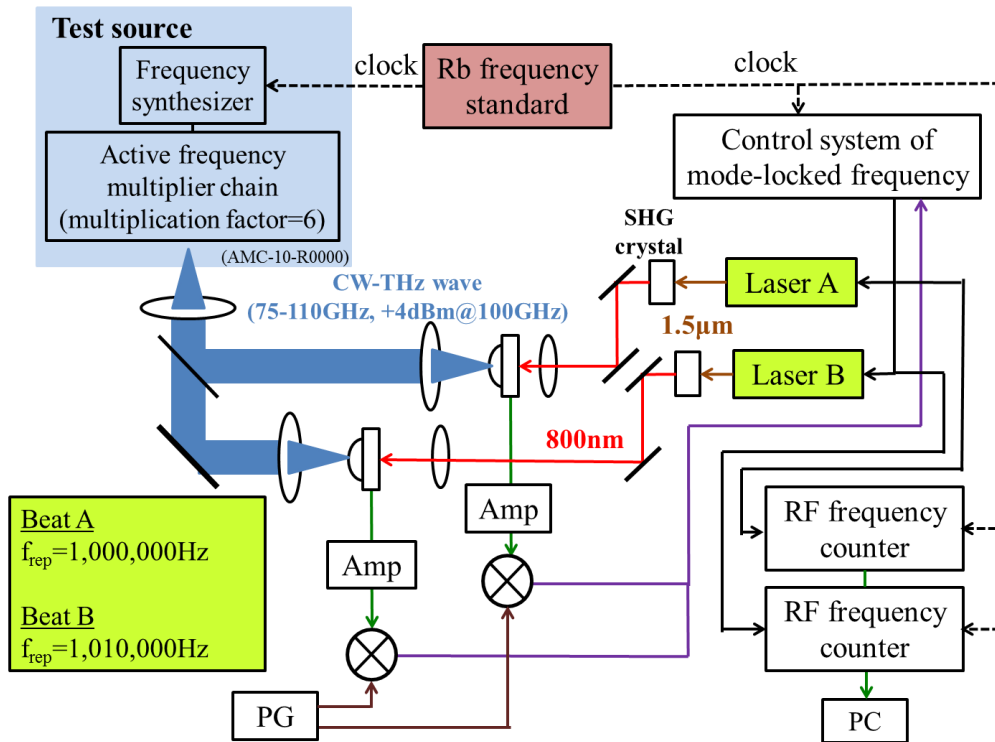 Test source
Frequency
synthesizer
Active frequency
multiplier chain
(multiplication factor=6)
(AMC-10-R0000)
clock
Rb frequency
standard
clock
Control system of
mode-locked frequency
SHG
crystal
CW-THz wave
(75-110GHz, +4dBm@100GHz)
Laser A
1.5μm
Laser B
800nm
Beat A
frep=1,000,000Hz
Beat B
frep=1,010,000Hz
Amp
Amp
RF frequency
counter
RF frequency
counter
PG
PC